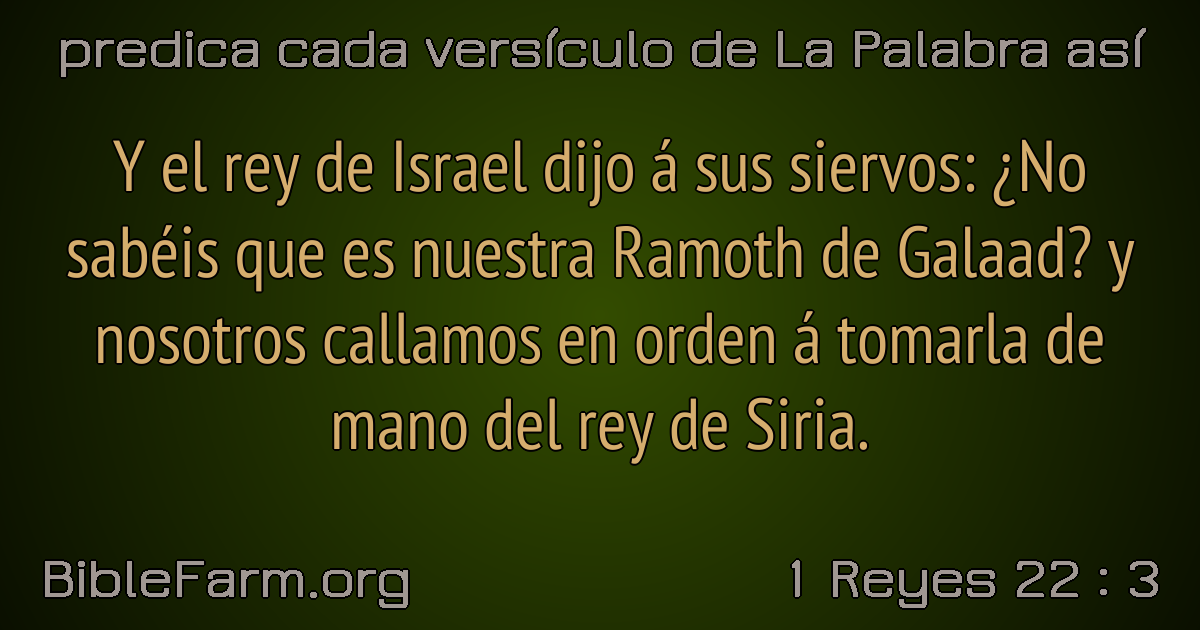 predica cada versículo de La Palabra así
Y el rey de Israel dijo á sus siervos: ¿No
sabéis que es nuestra Ramoth de Galaad? y
nosotros callamos en orden á tomarla de
mano del rey de Siria.
BibleFarm.org
1 Reyes 22 : 3